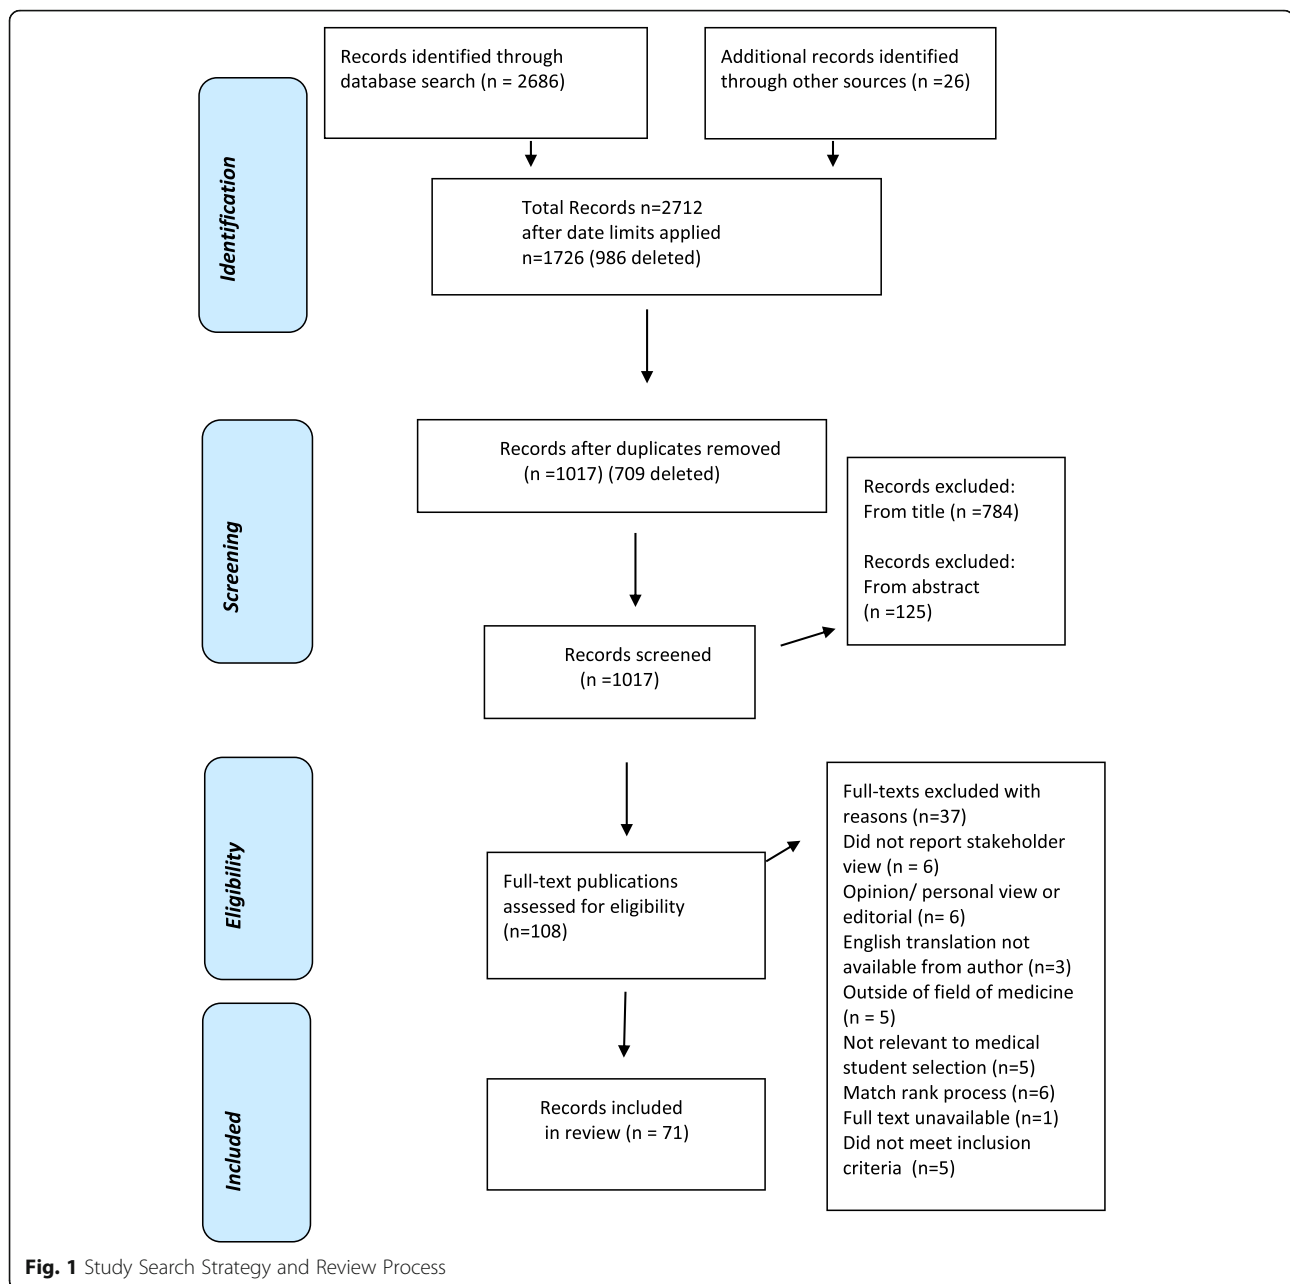 Records identified through
database search (n = 2686)
Additional records identified
through other sources (n =26)
Identification
Total Records n=2712
after date limits applied
n=1726 (986 deleted)
Screening
Records after duplicates removed
(n =1017) (709 deleted)
Records excluded:
From title (n =784)
Records excluded:
From abstract
(n =125)
Records screened
(n =1017)
Eligibility
Full-text publications
assessed for eligibility
(n=108)
Full-texts excluded with
reasons (n=37)
Did not report stakeholder
view (n = 6)
Opinion/ personal view or
editorial (n= 6)
English translation not
available from author (n=3)
Outside of field of medicine
(n = 5)
Not relevant to medical
student selection (n=5)
Match rank process (n=6)
Full text unavailable (n=1)
Did not meet inclusion
criteria (n=5)
Included
Records included
in review (n = 71)
Fig. 1 Study Search Strategy and Review Process